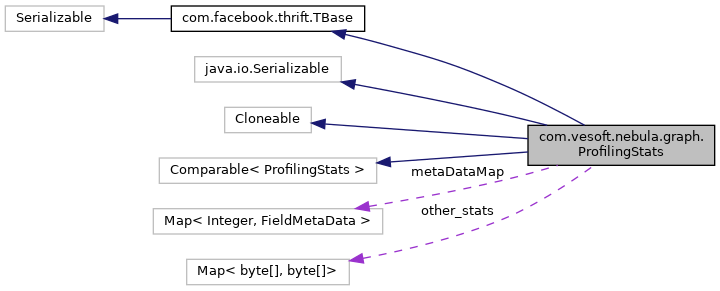 Serializable
com.facebook.thrift.TBase
java.io.Serializable
Cloneable
com.vesoft.nebula.graph.
ProfilingStats
Comparable< ProfilingStats >
metaDataMap
Map< Integer, FieldMetaData >
other_stats
Map< byte[], byte[]>